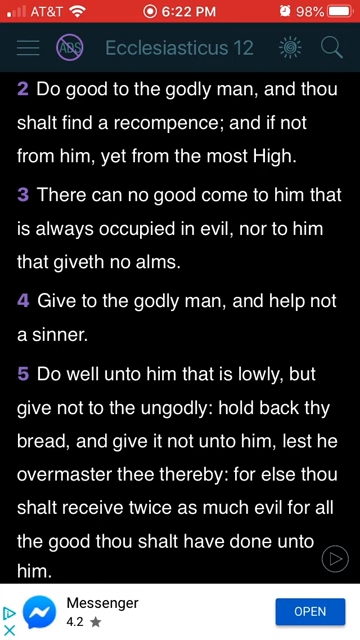 AT&T 6:22 PM 98%
ADS Ecclesiasticus 12
2 Do good to the godly man, and thou
shalt find a recompence; and if not
from him, yet from the most High.
3 There can no good come to him that
is always occupied in evil, nor to him
that giveth no alms.
4 Give to the godly man, and help not
a sinner.
5 Do well unto him that is lowly, but
give not to the ungodly: hold back thy
bread, and give it not unto him, lest he
overmaster thee thereby: for else thou
shalt receive twice as much evil for all
the good thou shalt have done unto
him.
Messenger
4.2 ★
OPEN